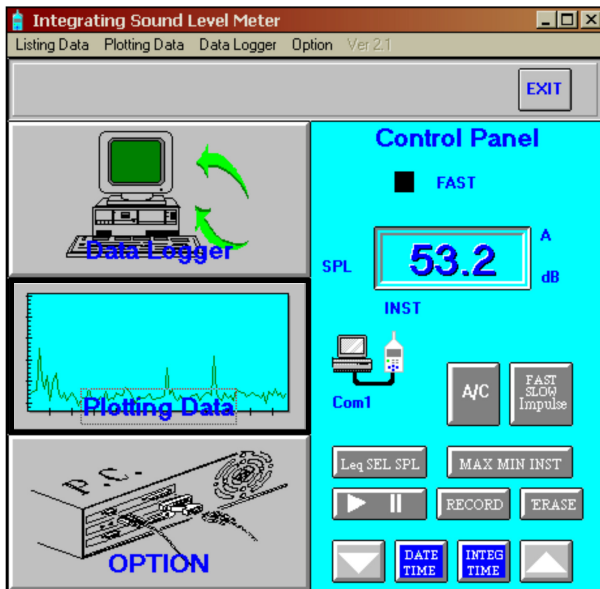 Integrating Sound Level Meter
Listing Data Plotting Data Data Logger Option Ver 2.1
EXIT
Data Logger
Plotting Data
P.C.
OPTION
Control Panel
FAST
A
SPL 53.2
dB
INST
Com1
A/C
FAST
SLOW
Impulse
Leq SEL SPL
MAX MIN INST
RECORD
ERASE
DATE
TIME
INTEG
TIME